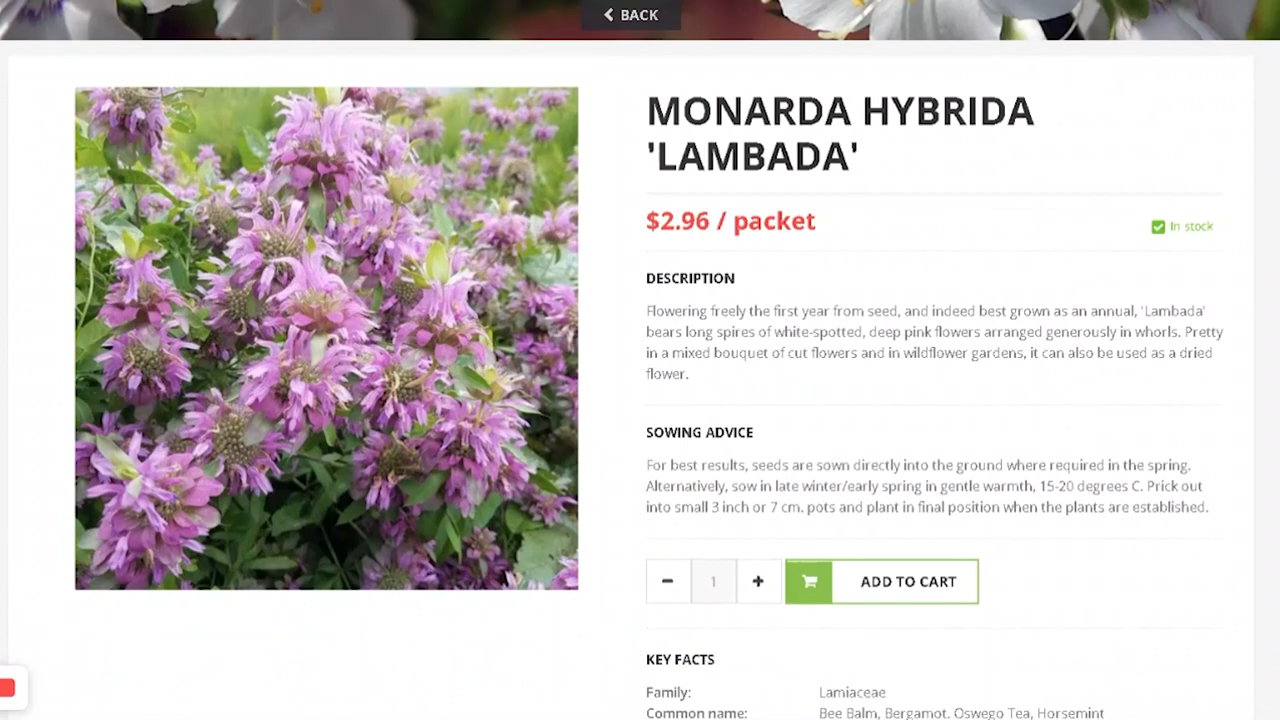 BACK
MONARDA HYBRIDA
'LAMBADA'
$2.96 / packet
In stock
DESCRIPTION
Flowering freely the first year from seed, and indeed best grown as an annual, 'Lambada'
bears long spires of white-spotted, deep pink flowers arranged generously in whorls. Pretty
in a mixed bouquet of cut flowers and in wildflower gardens, it can also be used as a dried
flower.
SOWING ADVICE
For best results, seeds are sown directly into the ground where required in the spring.
Alternatively, sow in late winter/early spring in gentle warmth, 15-20 degrees C. Prick out
into small 3 inch or 7 cm. pots and plant in final position when the plants are established.
1
ADD TO CART
KEY FACTS
Family: Lamiaceae
Common name: Bee Balm, Bergamot. Oswego Tea, Horsemint